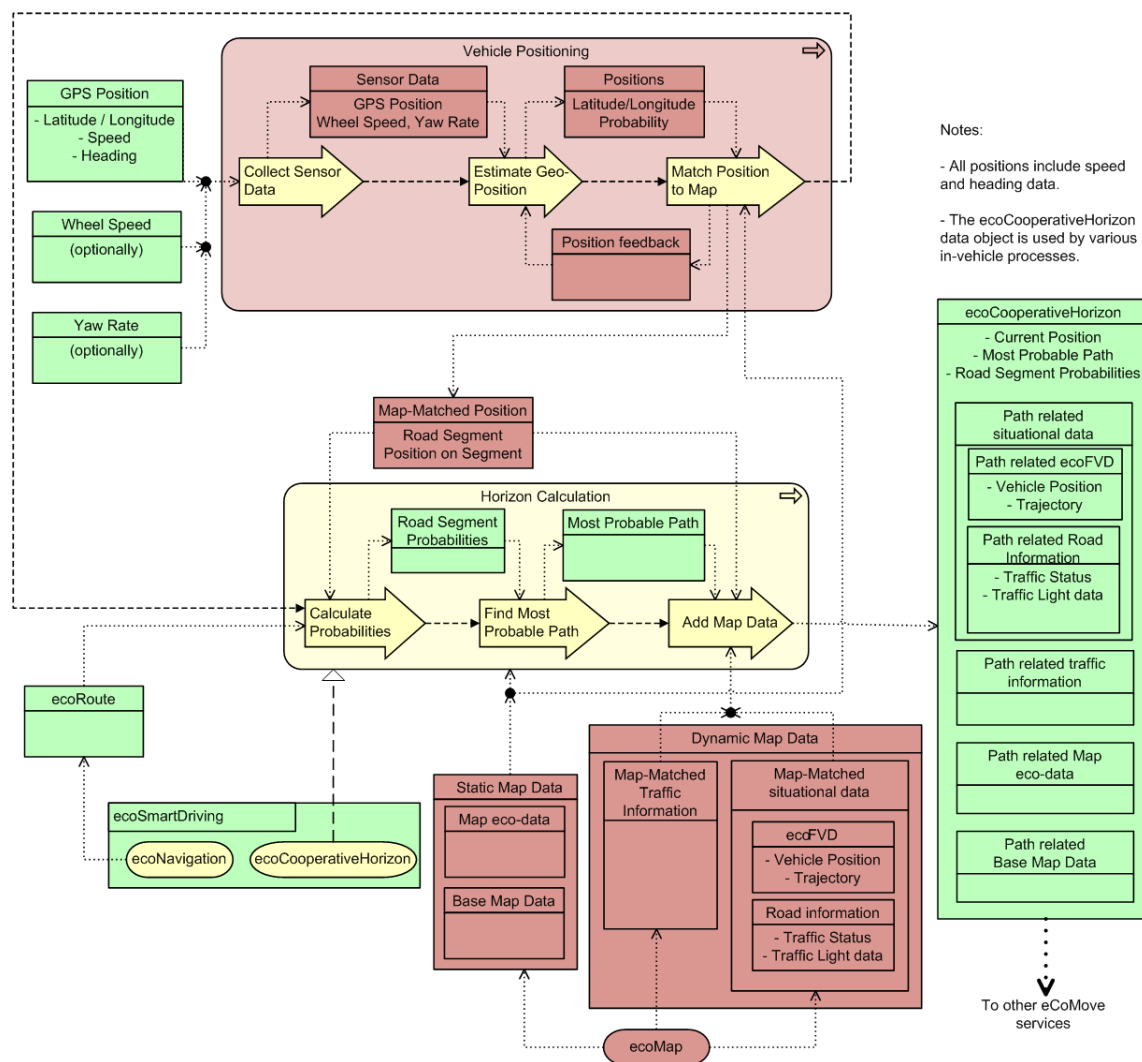 Vehicle Positioning
GPS Position
- Latitude / Longitude
- Speed
- Heading
Wheel Speed
(optionally)
Yaw Rate
(optionally)
Sensor Data
GPS Position
Wheel Speed, Yaw Rate
Positions
Latitude/Longitude
Probability
Collect Sensor
Data
Estimate Geo-
Position
Match Position
to Map
Position feedback
Notes:
- All positions include speed
and heading data.
- The ecoCooperativeHorizon
data object is used by various
in-vehicle processes.
Map-Matched Position
Road Segment
Position on Segment
Horizon Calculation
Road Segment
Probabilities
Most Probable Path
Calculate
Probabilities
Find Most
Probable Path
Add Map Data
ecoCooperativeHorizon
- Current Position
- Most Probable Path
- Road Segment Probabilities
Path related
situational data
Path related ecoFVD
- Vehicle Position
- Trajectory
Path related Road
Information
- Traffic Status
- Traffic Light data
Path related traffic
information
Path related Map
eco-data
Path related
Base Map Data
To other eCoMove
services
ecoRoute
ecoSmartDriving
ecoNavigation
ecoCooperativeHorizon
Static Map Data
Map eco-data
Base Map Data
Dynamic Map Data
Map-Matched
Traffic
Information
Map-Matched
situational data
ecoFVD
- Vehicle Position
- Trajectory
Road information
- Traffic Status
- Traffic Light data
ecoMap